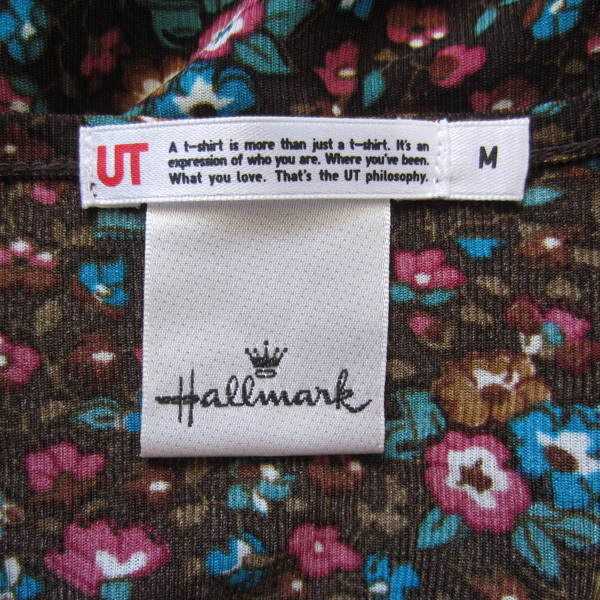 UT
A t-shirt is more than just a t-shirt. It's an
expression of who you are. Where you've been.
What you love. That's the UT philosophy.
M
Hallmark